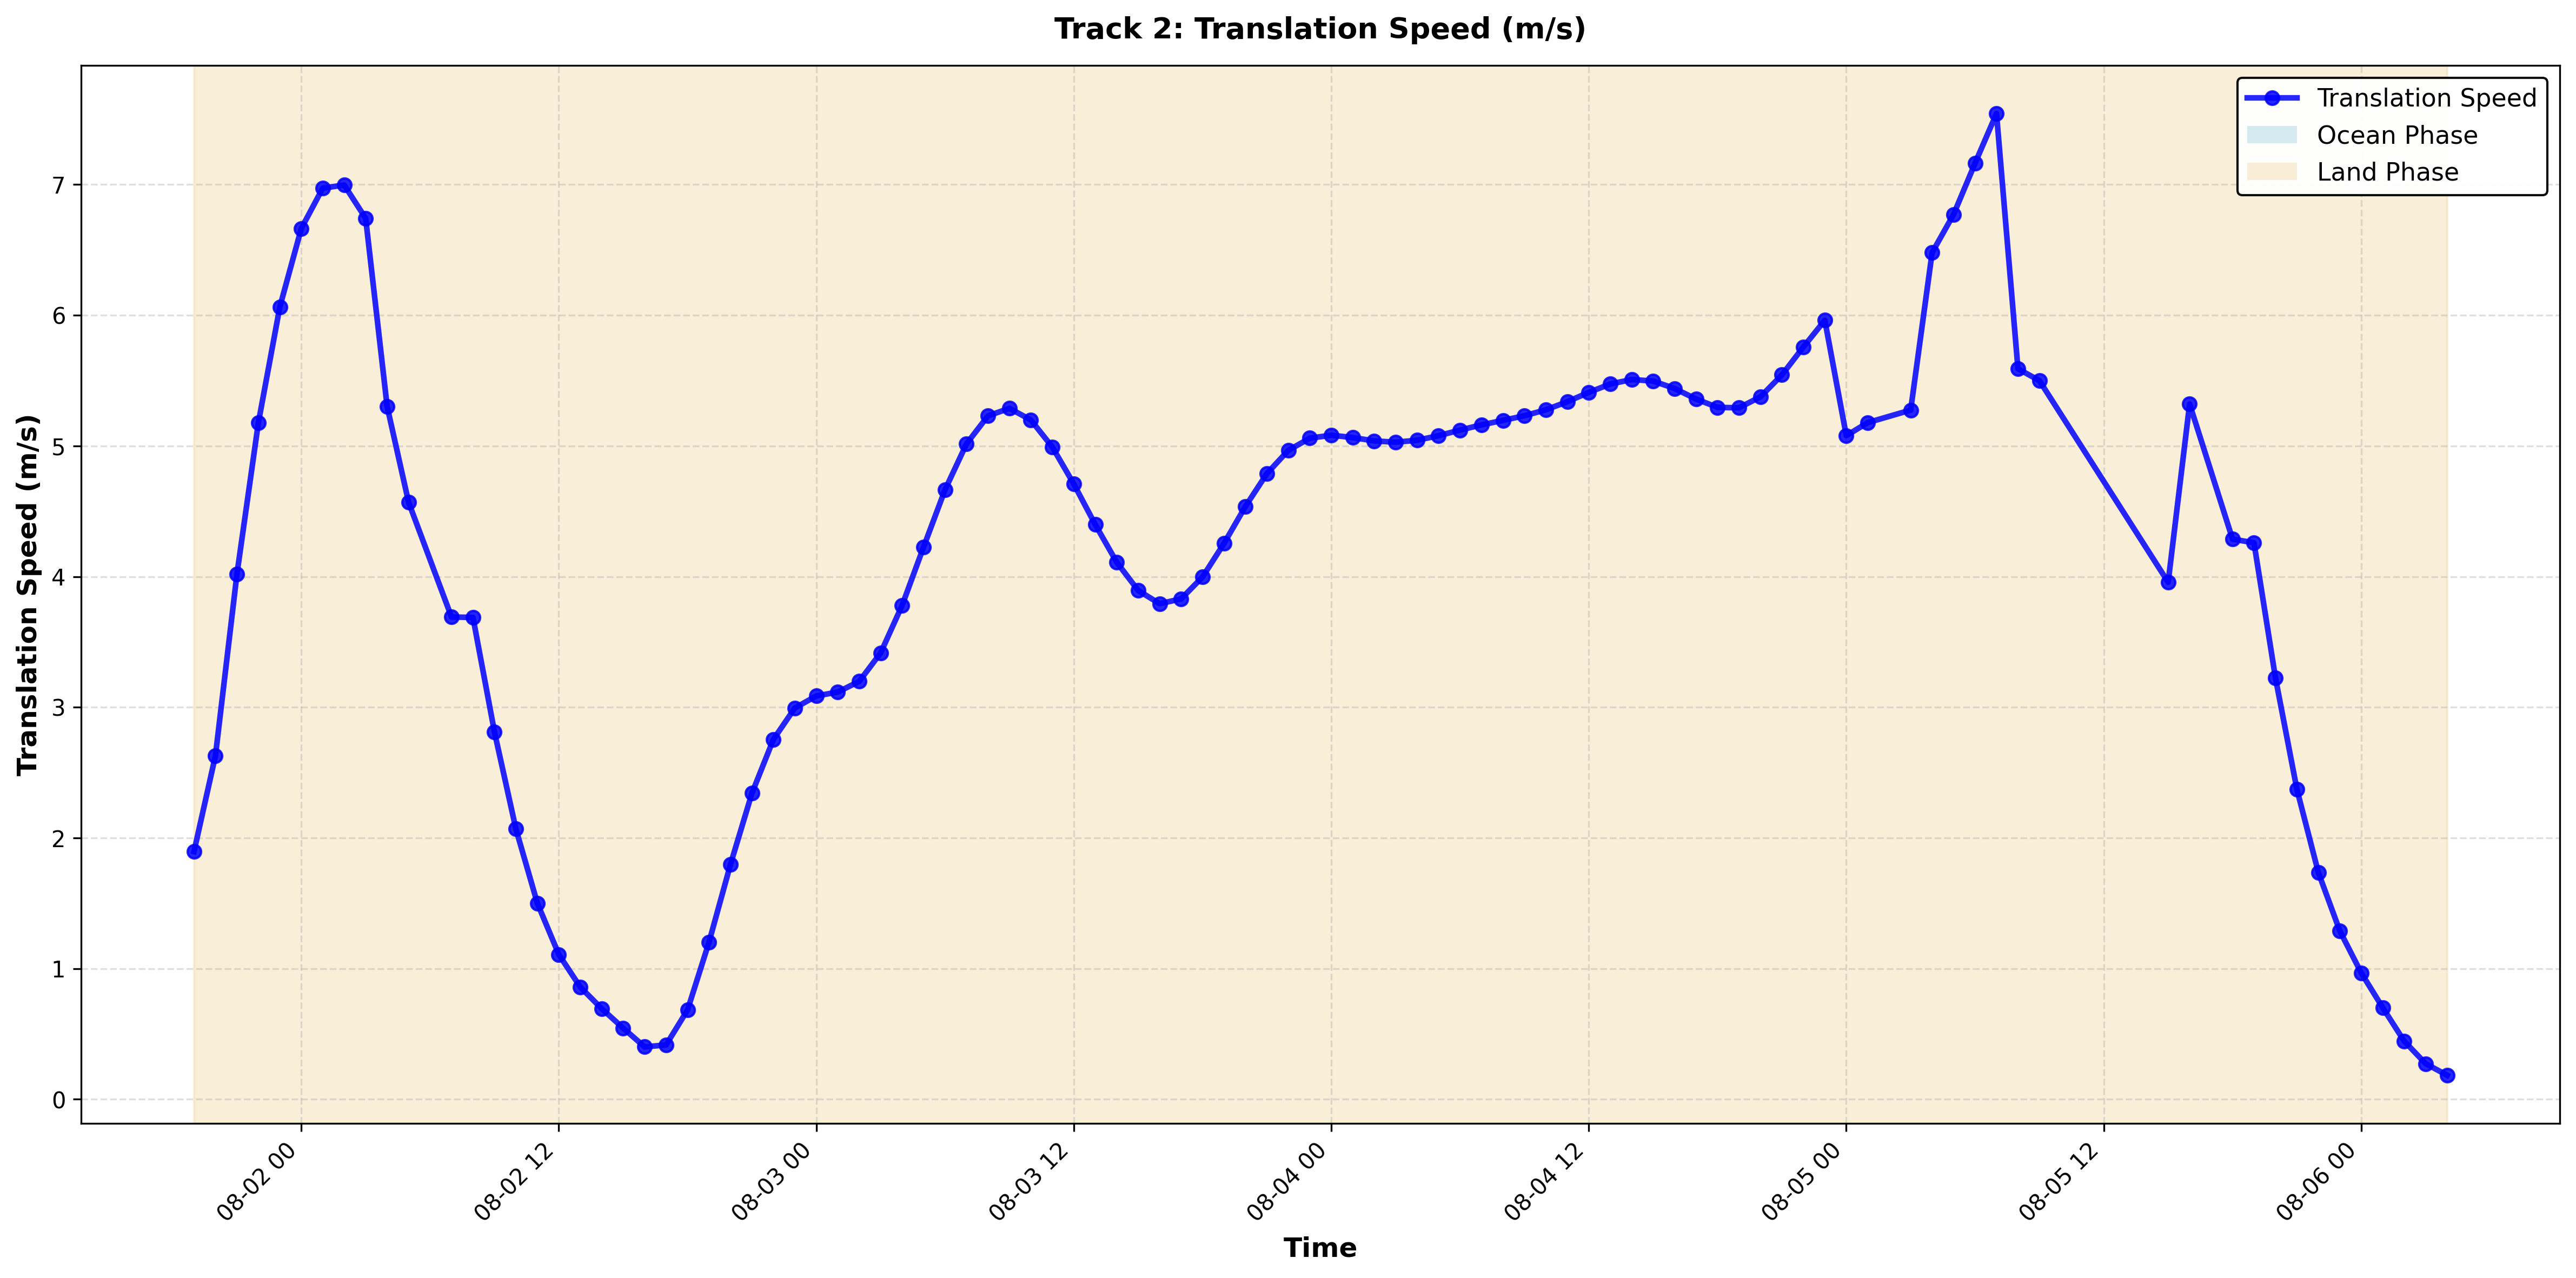 Track 2: Translation Speed (m/s)
Translation Speed
Ocean Phase
Land Phase
Translation Speed (m/s)
7
6
5
4
3
2
1
0
08-02 00
08-02 12
08-03 00
08-03 12
08-04 00
08-04 12
08-05 00
08-05 12
08-06 00
Time